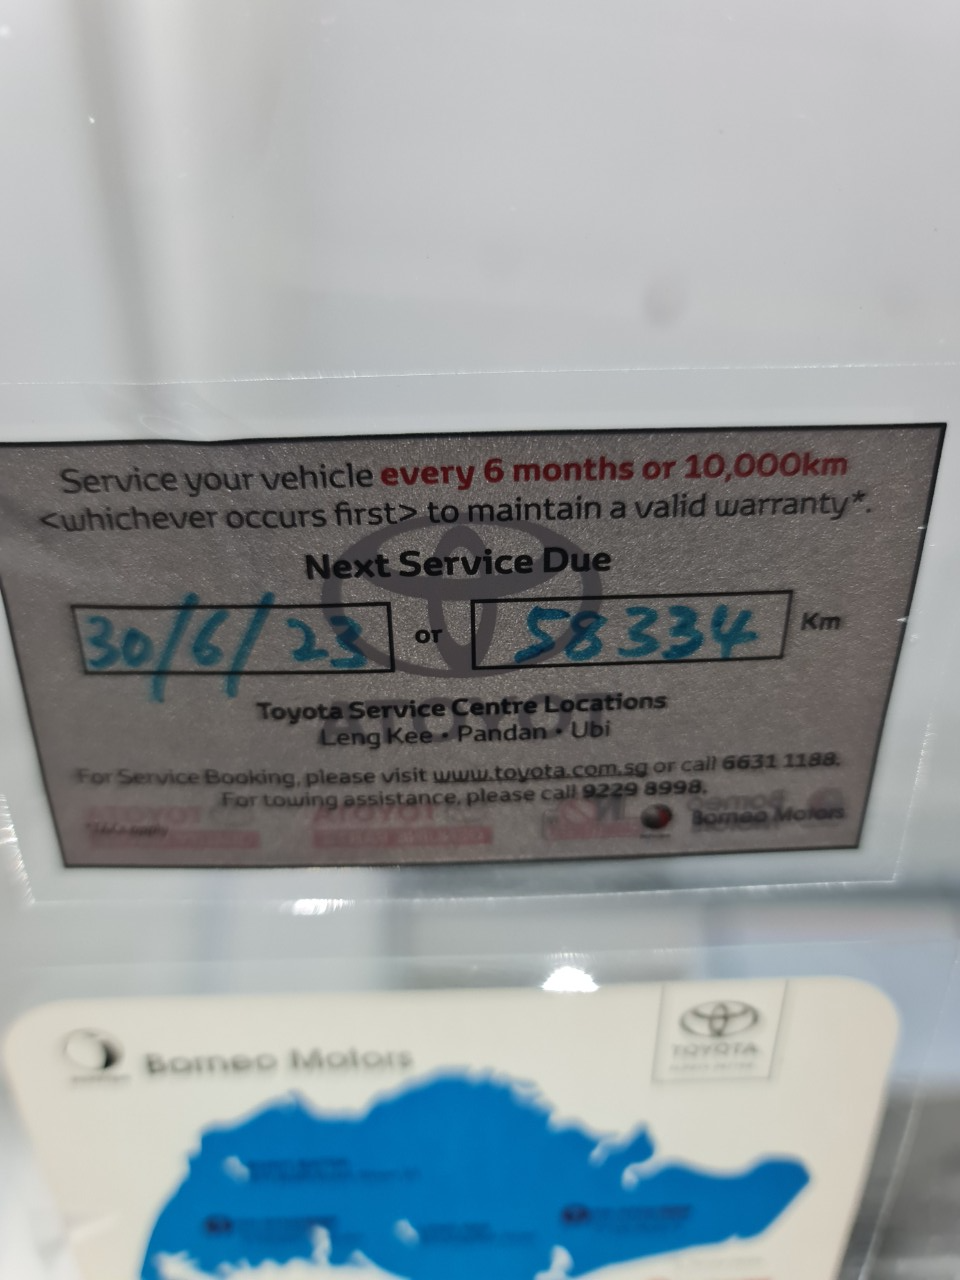 Service your vehicle every 6 months or 10,000km
<whichever occurs first> to maintain a valid warranty*.
Next Service Due
30/6/23 or 58334 Km
Toyota Service Centre Locations
Leng Kee • Pandan • Ubi
For Service Booking, please visit www.toyota.com.sg or call 6631 1188.
For towing assistance, please call 9229 8998.
Borneo Motors
Borneo Motors
TOYOTA